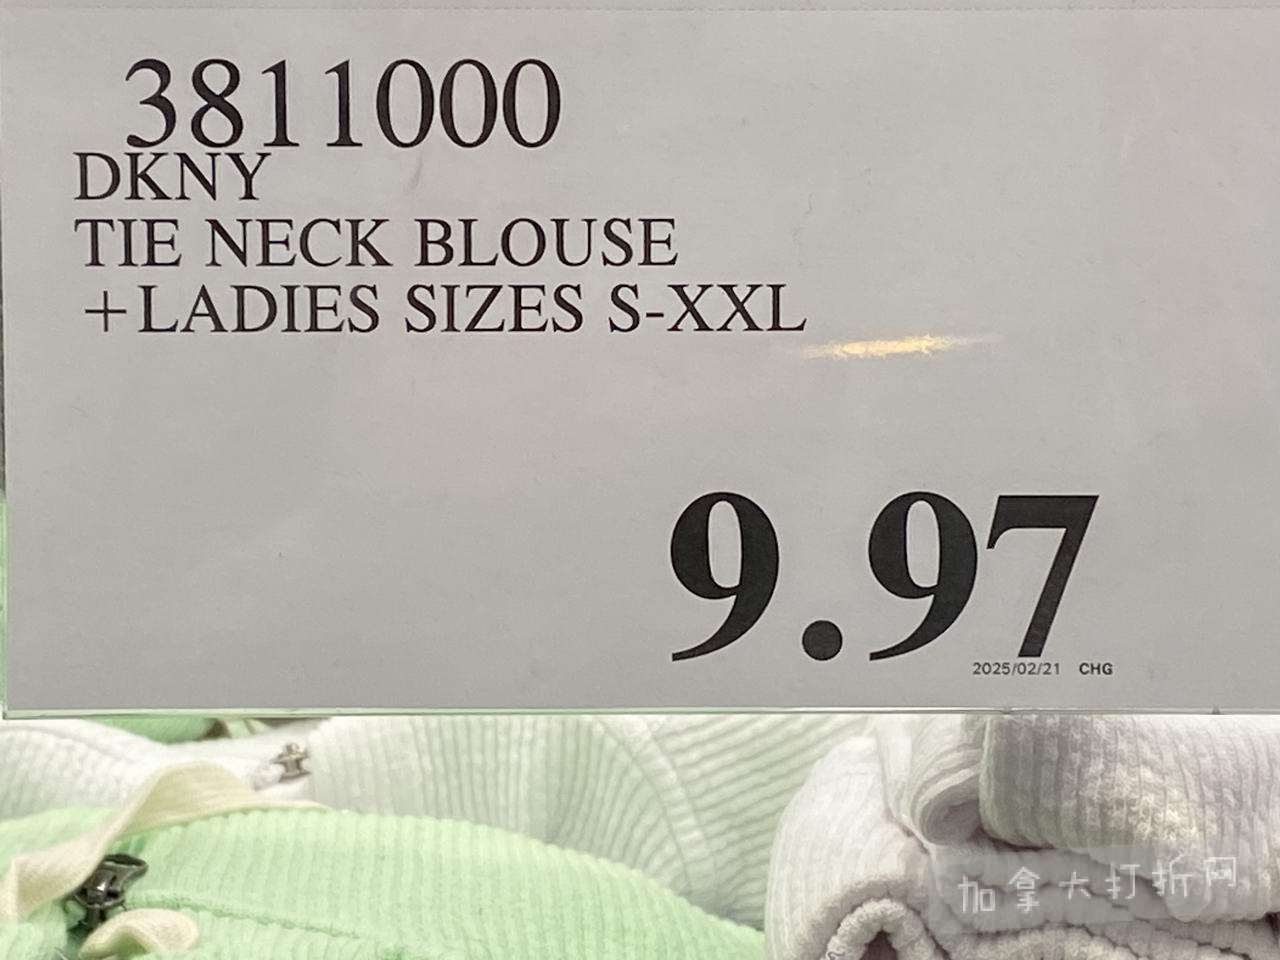 3811000
DKNY
TIE NECK BLOUSE
+LADIES SIZES S-XXL
9.97
2025/02/21 CHG
加拿大打折网